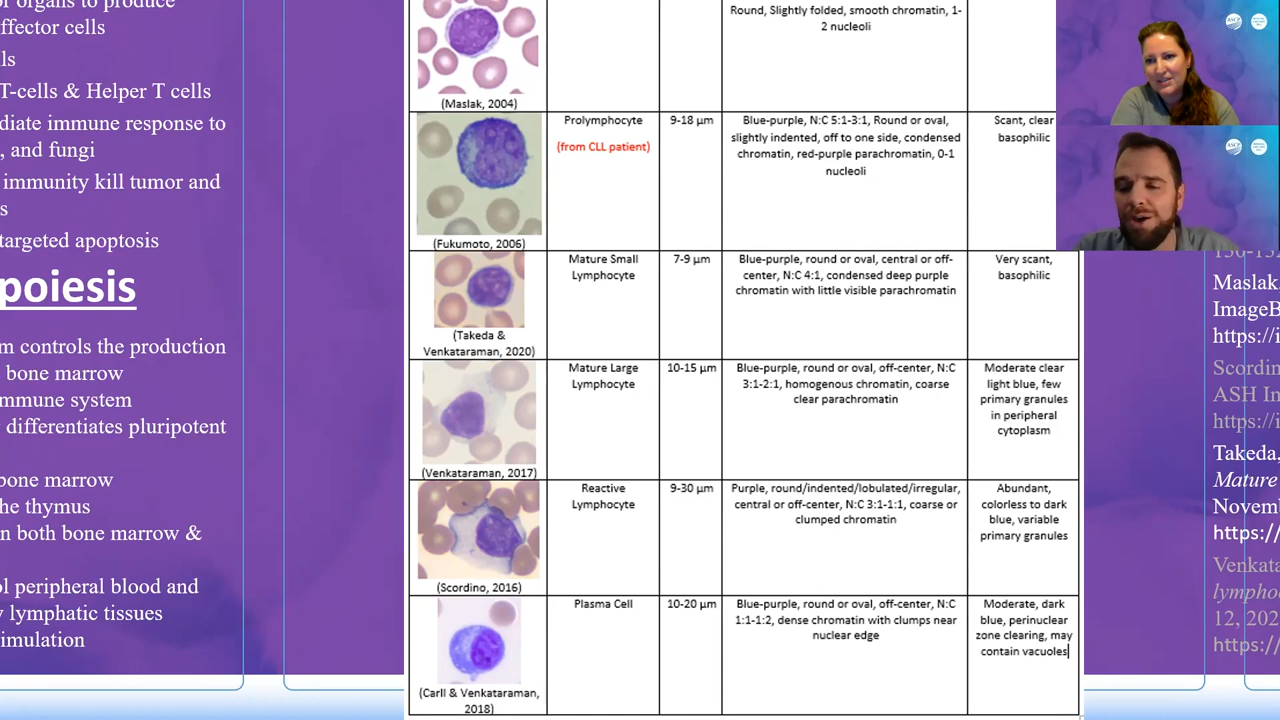 or organs to produce
ffector cells
lls
T-cells & Helper T cells
diate immune response to
, and fungi
immunity kill tumor and
s
targeted apoptosis
poiesis
m controls the production
bone marrow
mmune system
differentiates pluripotent
bone marrow
he thymus
n both bone marrow &
ol peripheral blood and
y lymphatic tissues
imulation
(Maslak, 2004)
Round, Slightly folded, smooth chromatin, 1-
2 nucleoli
(Fukumoto, 2006)
Prolymphocyte
(from CLL patient)
9-18 µm
Blue-purple, N:C 5:1-3:1, Round or oval,
slightly indented, off to one side, condensed
chromatin, red-purple parachromatin, 0-1
nucleoli
Scant, clear
basophilic
(Takeda &
Venkataraman, 2020)
Mature Small
Lymphocyte
7-9 µm
Blue-purple, round or oval, central or off-
center, N:C 4:1, condensed deep purple
chromatin with little visible parachromatin
Very scant,
basophilic
(Venkataraman, 2017)
Mature Large
Lymphocyte
10-15 µm
Blue-purple, round or oval, off-center, N:C
3:1-2:1, homogenous chromatin, coarse
clear parachromatin
Moderate clear
light blue, few
primary granules
in peripheral
cytoplasm
(Scordino, 2016)
Reactive
Lymphocyte
9-30 µm
Purple, round/indented/lobulated/irregular,
central or off-center, N:C 3:1-1:1, coarse or
clumped chromatin
Abundant,
colorless to dark
blue, variable
primary granules
(Carll & Venkataraman,
2018)
Plasma Cell
10-20 µm
Blue-purple, round or oval, off-center, N:C
1:1-1:2, dense chromatin with clumps near
nuclear edge
Moderate, dark
blue, perinuclear
zone clearing, may
contain vacuoles
ASCP
ASCP
Maslak,
ImageB
https://i
Scordin
ASH In
https://i
Takeda,
Mature
Novem
https://
Venkata
lympho
12, 202
https://